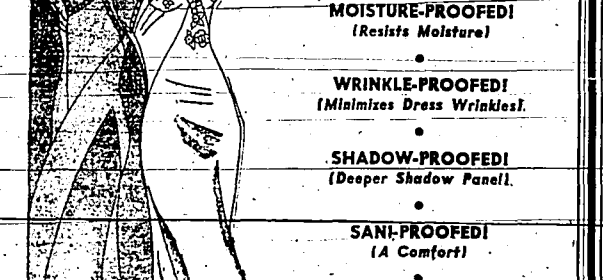 MOISTURE-PROOFED!
(Resists Moisture)
WRINKLE-PROOFED!
(Minimizes Dress Wrinkles).
SHADOW-PROOFED!
(Deeper Shadow Panel).
SANI-PROOFED!
(A Comfort)